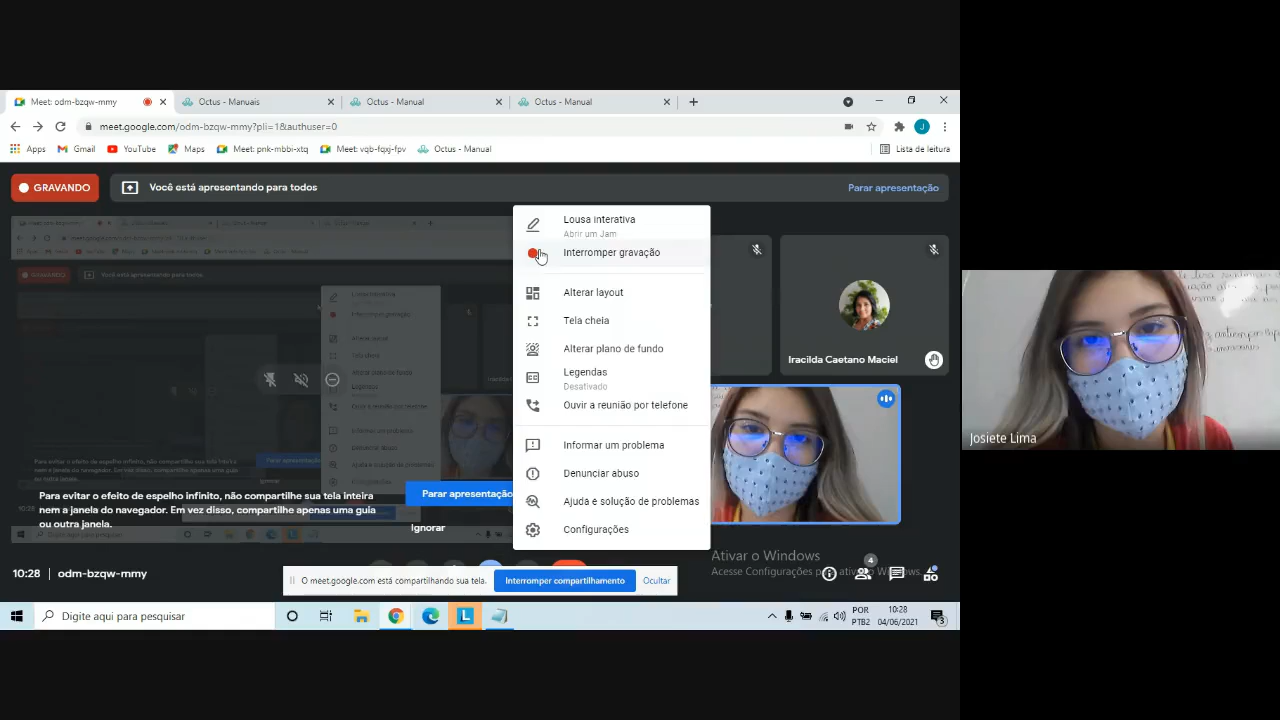 Meet: odm-bzqw-mmy
Octus - Manuais
Octus - Manual
Octus - Manual
meet.google.com/odm-bzqw-mmy?pli=1&authuser=0
Apps
Gmail
YouTube
Maps
Meet: pnk-mbbi-xtq
Meet: vqb-fqxj-fpv
Octus - Manual
Lista de leitura
GRAVANDO
Você está apresentando para todos
Parar apresentação
Lousa interativa
Abrir um Jam
Interromper gravação
Alterar layout
Tela cheia
Alterar plano de fundo
Legendas
Desativado
Ouvir a reunião por telefone
Informar um problema
Denunciar abuso
Ajuda e solução de problemas
Configurações
Iracilda Caetano Maciel
Josiete Lima
Para evitar o efeito de espelho infinito, não compartilhe sua tela inteira
nem a janela do navegador. Em vez disso, compartilhe apenas uma guia
ou outra janela.
Parar apresentação
Ignorar
Ativar o Windows
Acesse Configurações para ativar o Windows.
10:28 | odm-bzqw-mmy
4
O meet.google.com está compartilhando sua tela.
Interromper compartilhamento
Ocultar
Digite aqui para pesquisar
L
POR
PTB2
10:28
04/06/2021
3